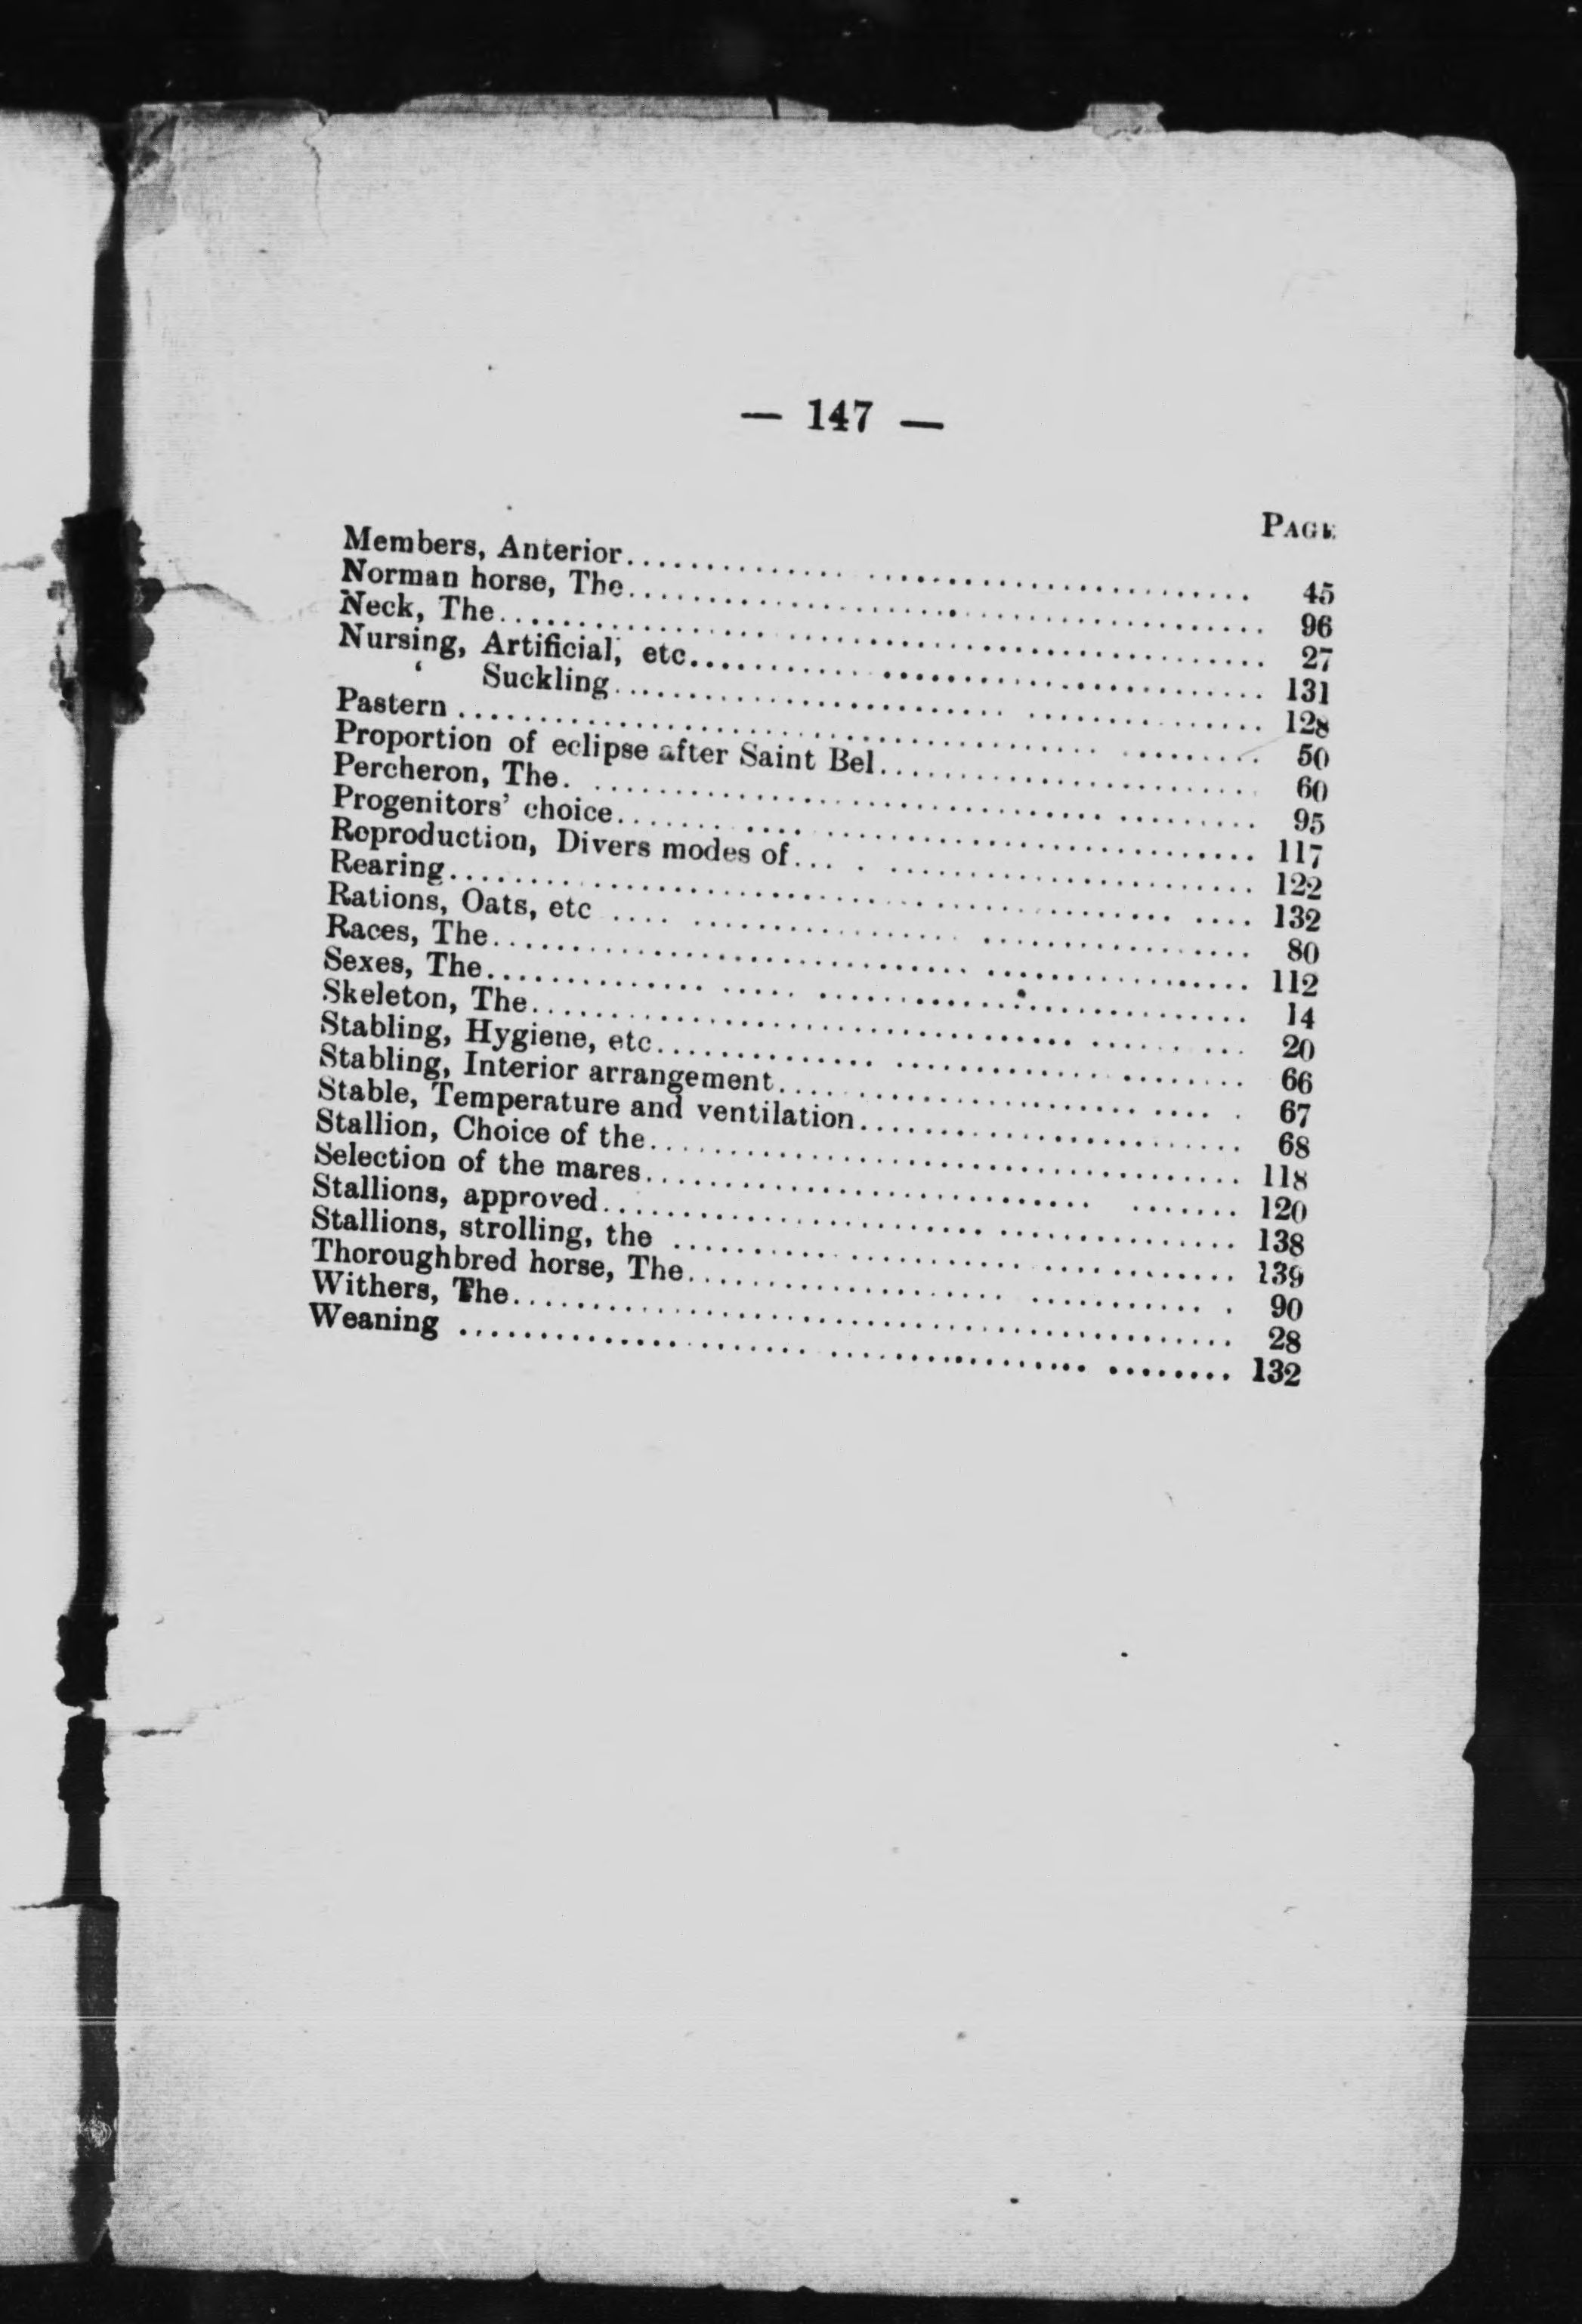 — 147 —
PAGE
Members, Anterior........ 45
Norman horse, The........ 96
Neck, The........ 27
Nursing, Artificial, etc........ 131
‘ Suckling........ 128
Pastern ........ 50
Proportion of eclipse after Saint Bel........ 60
Percheron, The........ 95
Progenitors’ choice........ 117
Reproduction, Divers modes of........ 122
Rearing........ 132
Rations, Oats, etc ........ 80
Races, The........ 112
Sexes, The........ 14
Skeleton, The........ 20
Stabling, Hygiene, etc........ 66
Stabling, Interior arrangement........ 67
Stable, Temperature and ventilation........ 68
Stallion, Choice of the........ 118
Selection of the mares........ 120
Stallions, approved........ 138
Stallions, strolling, the ........ 139
Thoroughbred horse, The........ 90
Withers, The........ 28
Weaning ........ 132